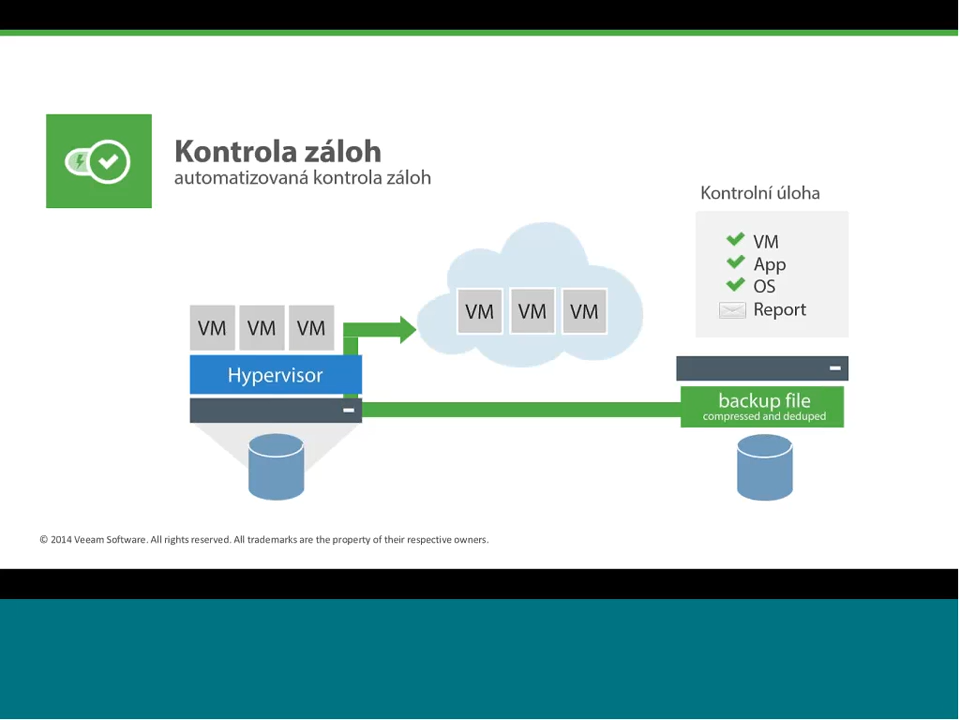 Kontrola záloh
automatizovaná kontrola záloh
Kontrolní úloha
VM
App
OS
Report
VM VM VM
VM VM VM
Hypervisor
backup file
compressed and deduped
© 2014 Veeam Software. All rights reserved. All trademarks are the property of their respective owners.